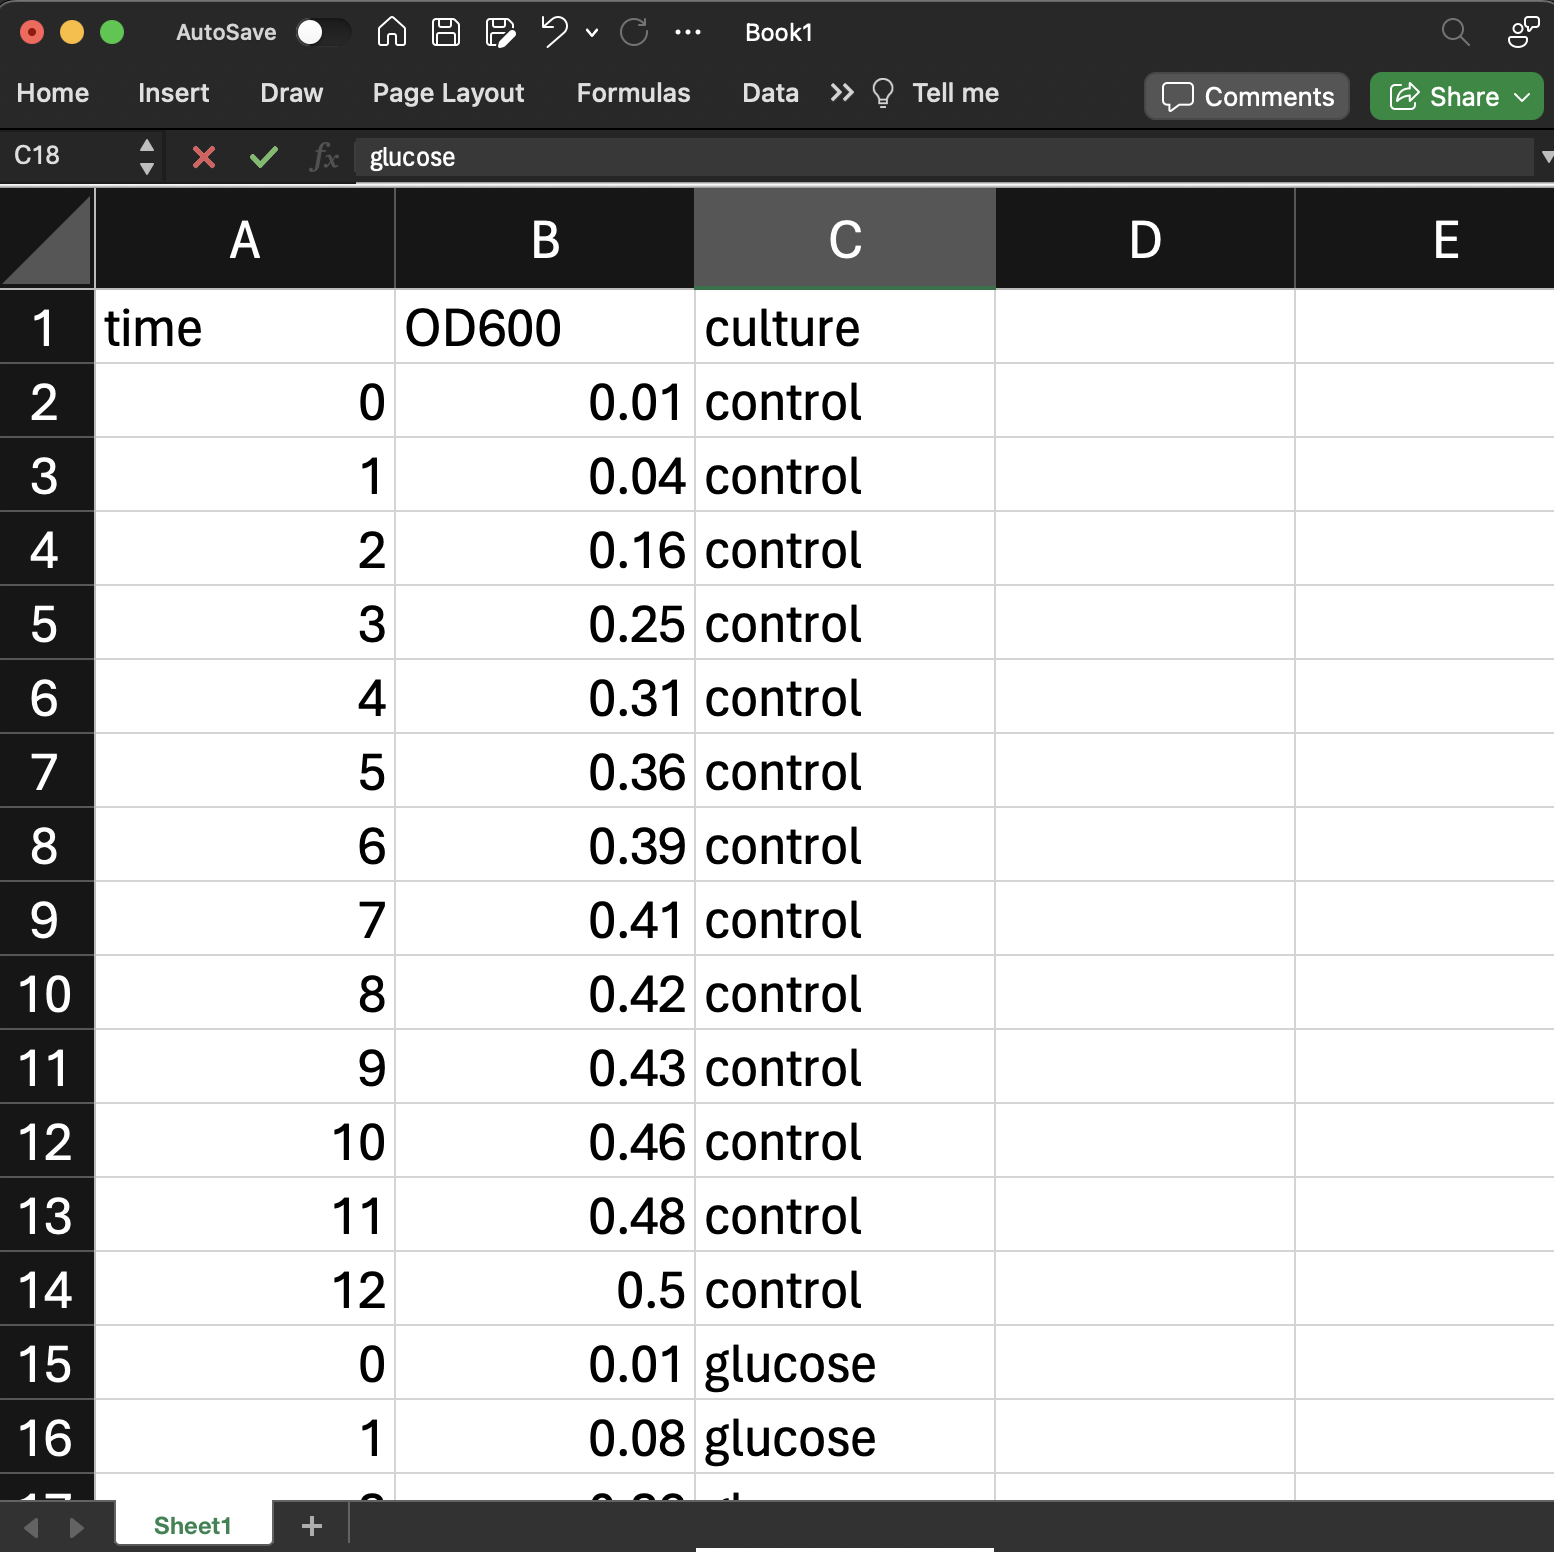 AutoSave Book1
Home Insert Draw Page Layout Formulas Data Tell me Comments Share
C18 fx glucose
A B C D E
1 time OD600 culture
2 0 0.01 control
3 1 0.04 control
4 2 0.16 control
5 3 0.25 control
6 4 0.31 control
7 5 0.36 control
8 6 0.39 control
9 7 0.41 control
10 8 0.42 control
11 9 0.43 control
12 10 0.46 control
13 11 0.48 control
14 12 0.5 control
15 0 0.01 glucose
16 1 0.08 glucose
Sheet1